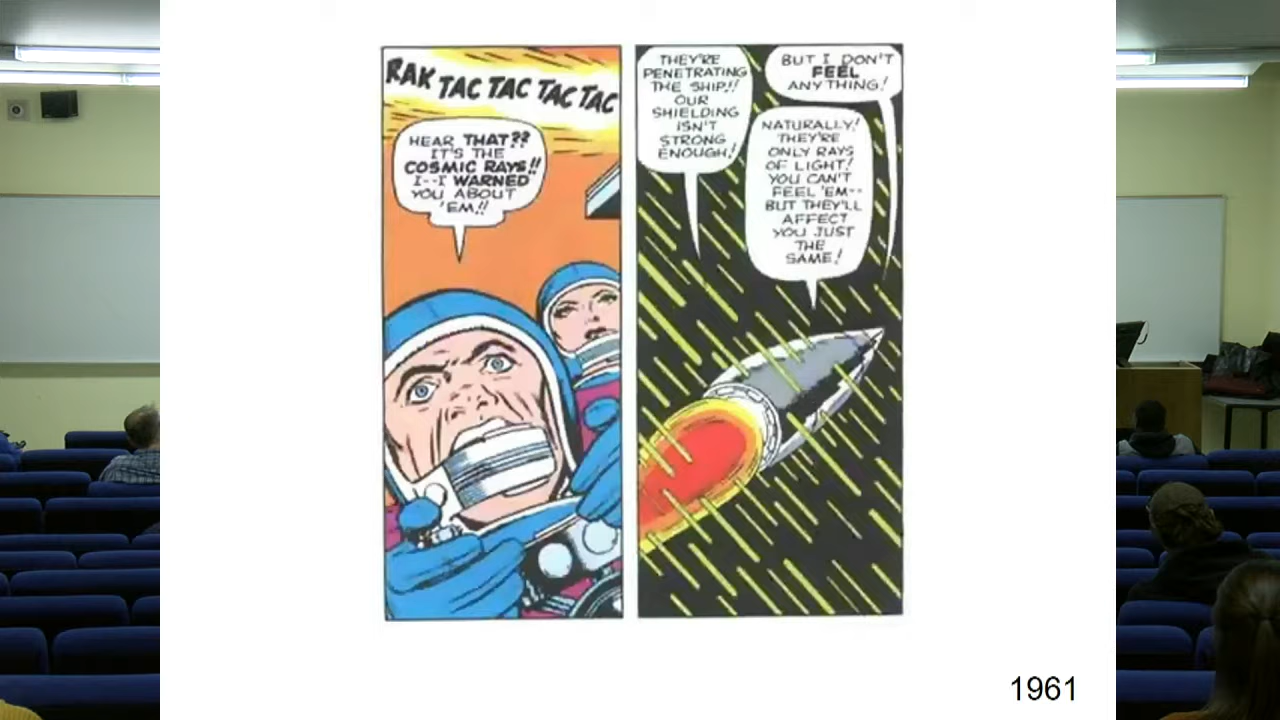 RAK TAC TAC TAC TAC
HEAR THAT??
IT'S THE
COSMIC RAYS!!
I--I WARNED
YOU ABOUT
'EM!!
THEY'RE
PENETRATING
THE SHIP!!
OUR
SHIELDING
ISN'T
STRONG
ENOUGH!
BUT I DON'T
FEEL
ANYTHING!
NATURALLY!
THEY'RE
ONLY RAYS
OF LIGHT!
YOU CAN'T
FEEL 'EM--
BUT THEY'LL
AFFECT
YOU JUST
THE
SAME!
1961